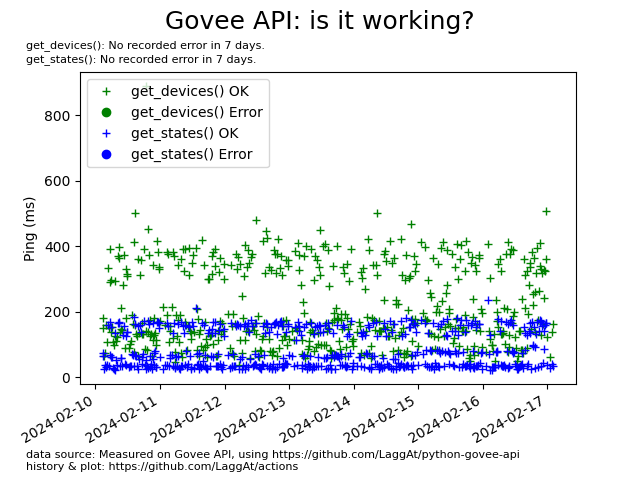 Govee API: is it working?
get_devices(): No recorded error in 7 days.
get_states(): No recorded error in 7 days.
get_devices() OK
get_devices() Error
get_states() OK
get_states() Error
Ping (ms)
800
600
400
200
0
2024-02-10
2024-02-11
2024-02-12
2024-02-13
2024-02-14
2024-02-15
2024-02-16
2024-02-17
data source: Measured on Govee API, using https://github.com/LaggAt/python-govee-api
history & plot: https://github.com/LaggAt/actions